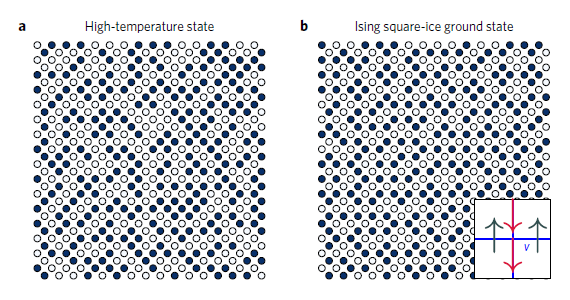 a High-temperature state
b Ising square-ice ground state
V